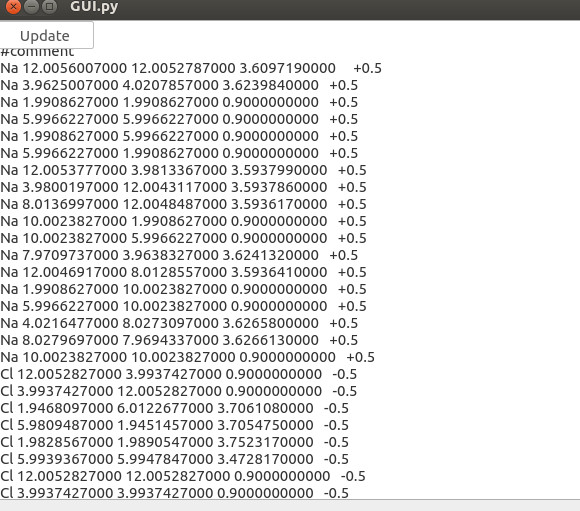 GUI.py
Update
#comment
Na 12.0056007000 12.0052787000 3.6097190000 +0.5
Na 3.9625007000 4.0207857000 3.6239840000 +0.5
Na 1.9908627000 1.9908627000 0.9000000000 +0.5
Na 5.9966227000 5.9966227000 0.9000000000 +0.5
Na 1.9908627000 5.9966227000 0.9000000000 +0.5
Na 5.9966227000 1.9908627000 0.9000000000 +0.5
Na 12.0053777000 3.9813367000 3.5937990000 +0.5
Na 3.9800197000 12.0043117000 3.5937860000 +0.5
Na 8.0136997000 12.0048487000 3.5936170000 +0.5
Na 10.0023827000 1.9908627000 0.9000000000 +0.5
Na 10.0023827000 5.9966227000 0.9000000000 +0.5
Na 7.9709737000 3.9638327000 3.6241320000 +0.5
Na 12.0046917000 8.0128557000 3.5936410000 +0.5
Na 1.9908627000 10.0023827000 0.9000000000 +0.5
Na 5.9966227000 10.0023827000 0.9000000000 +0.5
Na 4.0216477000 8.0273097000 3.6265800000 +0.5
Na 8.0279697000 7.9694337000 3.6266130000 +0.5
Na 10.0023827000 10.0023827000 0.9000000000 +0.5
Cl 12.0052827000 3.9937427000 0.9000000000 -0.5
Cl 3.9937427000 12.0052827000 0.9000000000 -0.5
Cl 1.9468097000 6.0122677000 3.7061080000 -0.5
Cl 5.9809487000 1.9451457000 3.7054750000 -0.5
Cl 1.9828567000 1.9890547000 3.7523170000 -0.5
Cl 5.9939367000 5.9947847000 3.4728170000 -0.5
Cl 12.0052827000 12.0052827000 0.9000000000 -0.5
Cl 3.9937427000 3.9937427000 0.9000000000 -0.5